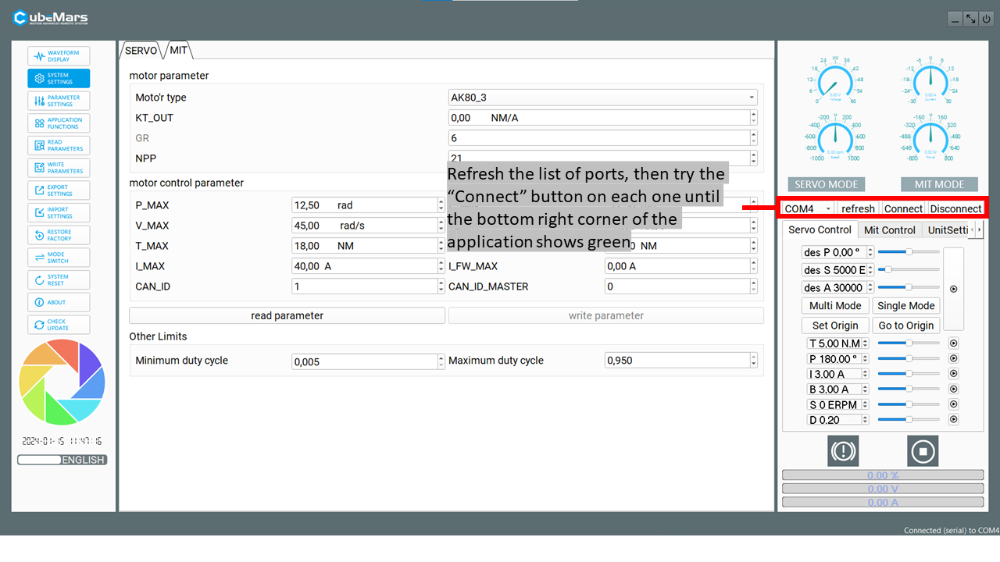 CubeMars
MOTION ADVANCED ROBOTIC SYSTEM
WAVEFORM
DISPLAY
SYSTEM
SETTINGS
PARAMETER
SETTINGS
APPLICATION
FUNCTIONS
READ
PARAMETERS
WRITE
PARAMETERS
EXPORT
SETTINGS
IMPORT
SETTINGS
RESTORE
FACTORY
MODE
SWITCH
SYSTEM
RESET
ABOUT
CHECK
UPDATE
2024-01-15 11:47:16
ENGLISH
SERVO MIT
motor parameter
Moto'r type AK80_3
KT_OUT 0,00 NM/A
GR 6
NPP 21
motor control parameter
P_MAX 12,50 rad
V_MAX 45,00 rad/s
T_MAX 18,00 NM NM
I_MAX 40,00 A I_FW_MAX 0,00 A
CAN_ID 1 CAN_ID_MASTER 0
read parameter write parameter
Other Limits
Minimum duty cycle 0,005 Maximum duty cycle 0,950
Refresh the list of ports, then try the
“Connect” button on each one until
the bottom right corner of the
application shows green
0 6 12 18 24 30 36 42 48 54 60
0.00 V
Voltage
-30 -24 -18 -12 -6 0 6 12 18 24 30
0.00 A
Current
-1000 -800 -600 -400 -200 0 200 400 600 800 1000
0.00 rpm
Speed
-800 -640 -480 -320 -160 0 160 320 480 640 800
0.00 W
Power
SERVO MODE MIT MODE
COM4 refresh Connect Disconnect
Servo Control Mit Control UnitSetti
des P 0,00 °
des S 5000 E
des A 30000
Multi Mode Single Mode
Set Origin Go to Origin
T 5.00 N.M
P 180.00 °
I 3.00 A
B 3.00 A
S 0 ERPM
D 0.20
0.00 %
0.00 V
0.00 A
Connected (serial) to COM4